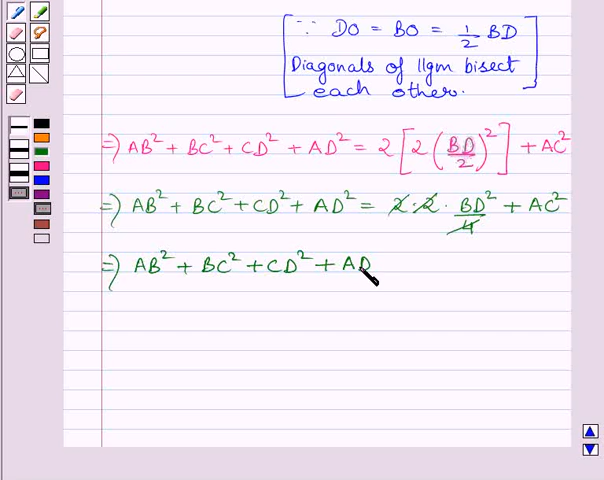 ∵ DO = BO = 1/2 BD
Diagonals of llgm bisect
each other.
⇒) AB² + BC² + CD² + AD² = 2 [2 (BD/2)²] + AC²
⇒) AB² + BC² + CD² + AD² = 2·2 · BD²/4 + AC²
⇒) AB² + BC² + CD² + AD